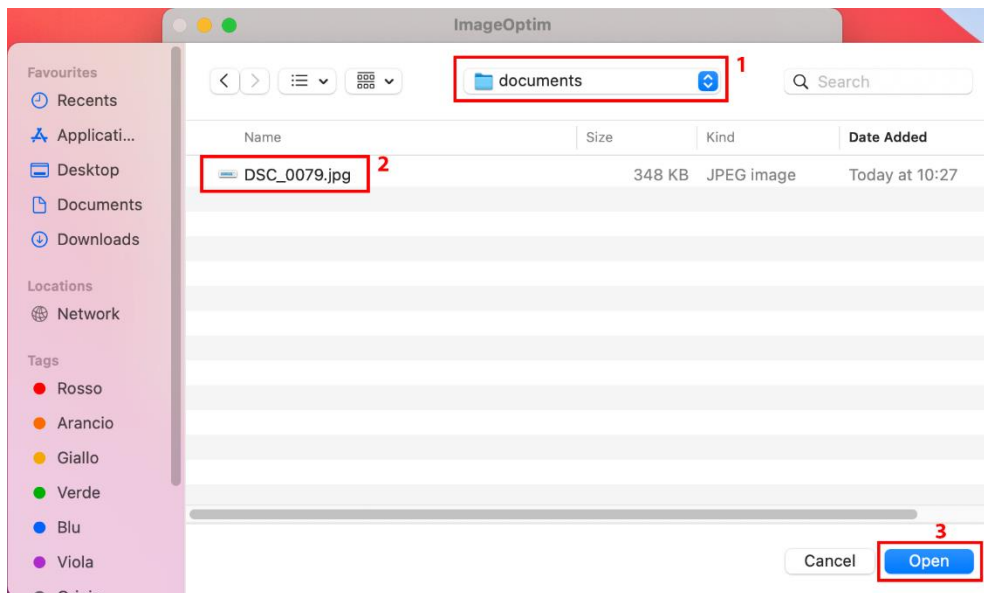 ImageOptim
Favourites
Recents
Applicati...
Desktop
Documents
Downloads
Locations
Network
Tags
Rosso
Arancio
Giallo
Verde
Blu
Viola
documents
1
Search
Name Size Kind Date Added
DSC_0079.jpg 2 348 KB JPEG image Today at 10:27
3
Cancel Open